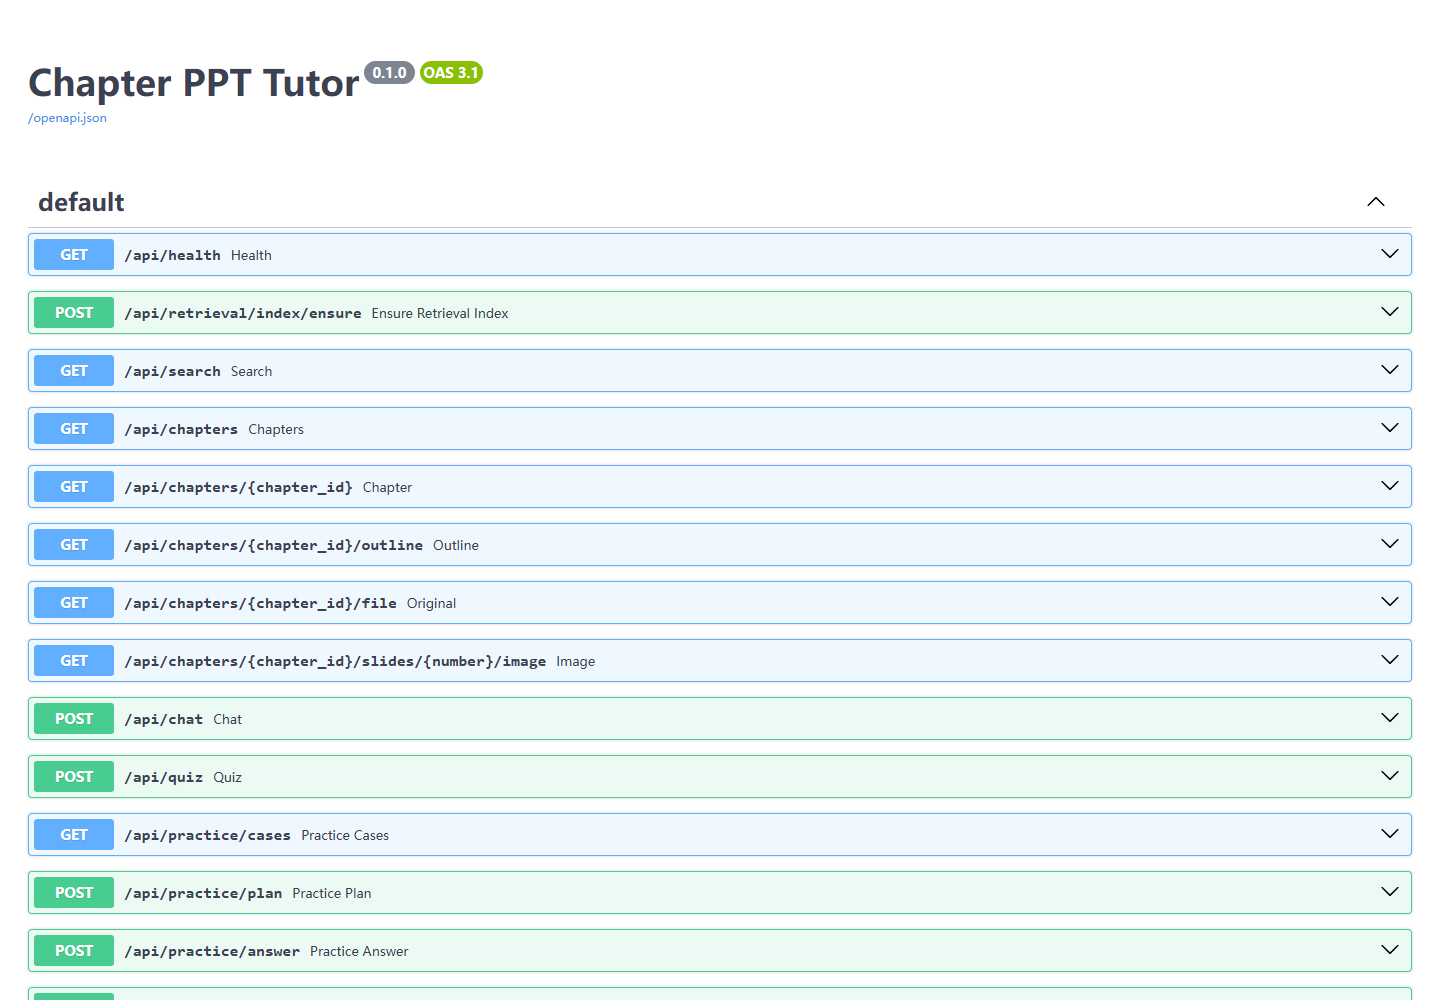 Chapter PPT Tutor 0.1.0 OAS 3.1
/openapi.json
default
GET /api/health Health
POST /api/retrieval/index/ensure Ensure Retrieval Index
GET /api/search Search
GET /api/chapters Chapters
GET /api/chapters/{chapter_id} Chapter
GET /api/chapters/{chapter_id}/outline Outline
GET /api/chapters/{chapter_id}/file Original
GET /api/chapters/{chapter_id}/slides/{number}/image Image
POST /api/chat Chat
POST /api/quiz Quiz
GET /api/practice/cases Practice Cases
POST /api/practice/plan Practice Plan
POST /api/practice/answer Practice Answer